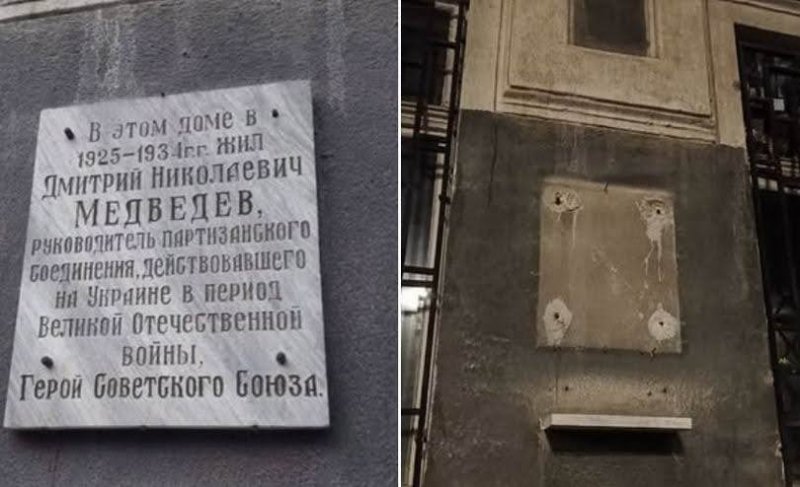 В этом доме в
1925–1934гг. жил
Дмитрий Николаевич
МЕДВЕДЕВ,
руководитель партизанского
соединения, действовавшего
на Украине в период
Великой Отечественной
войны,
Герой Советского Союза.